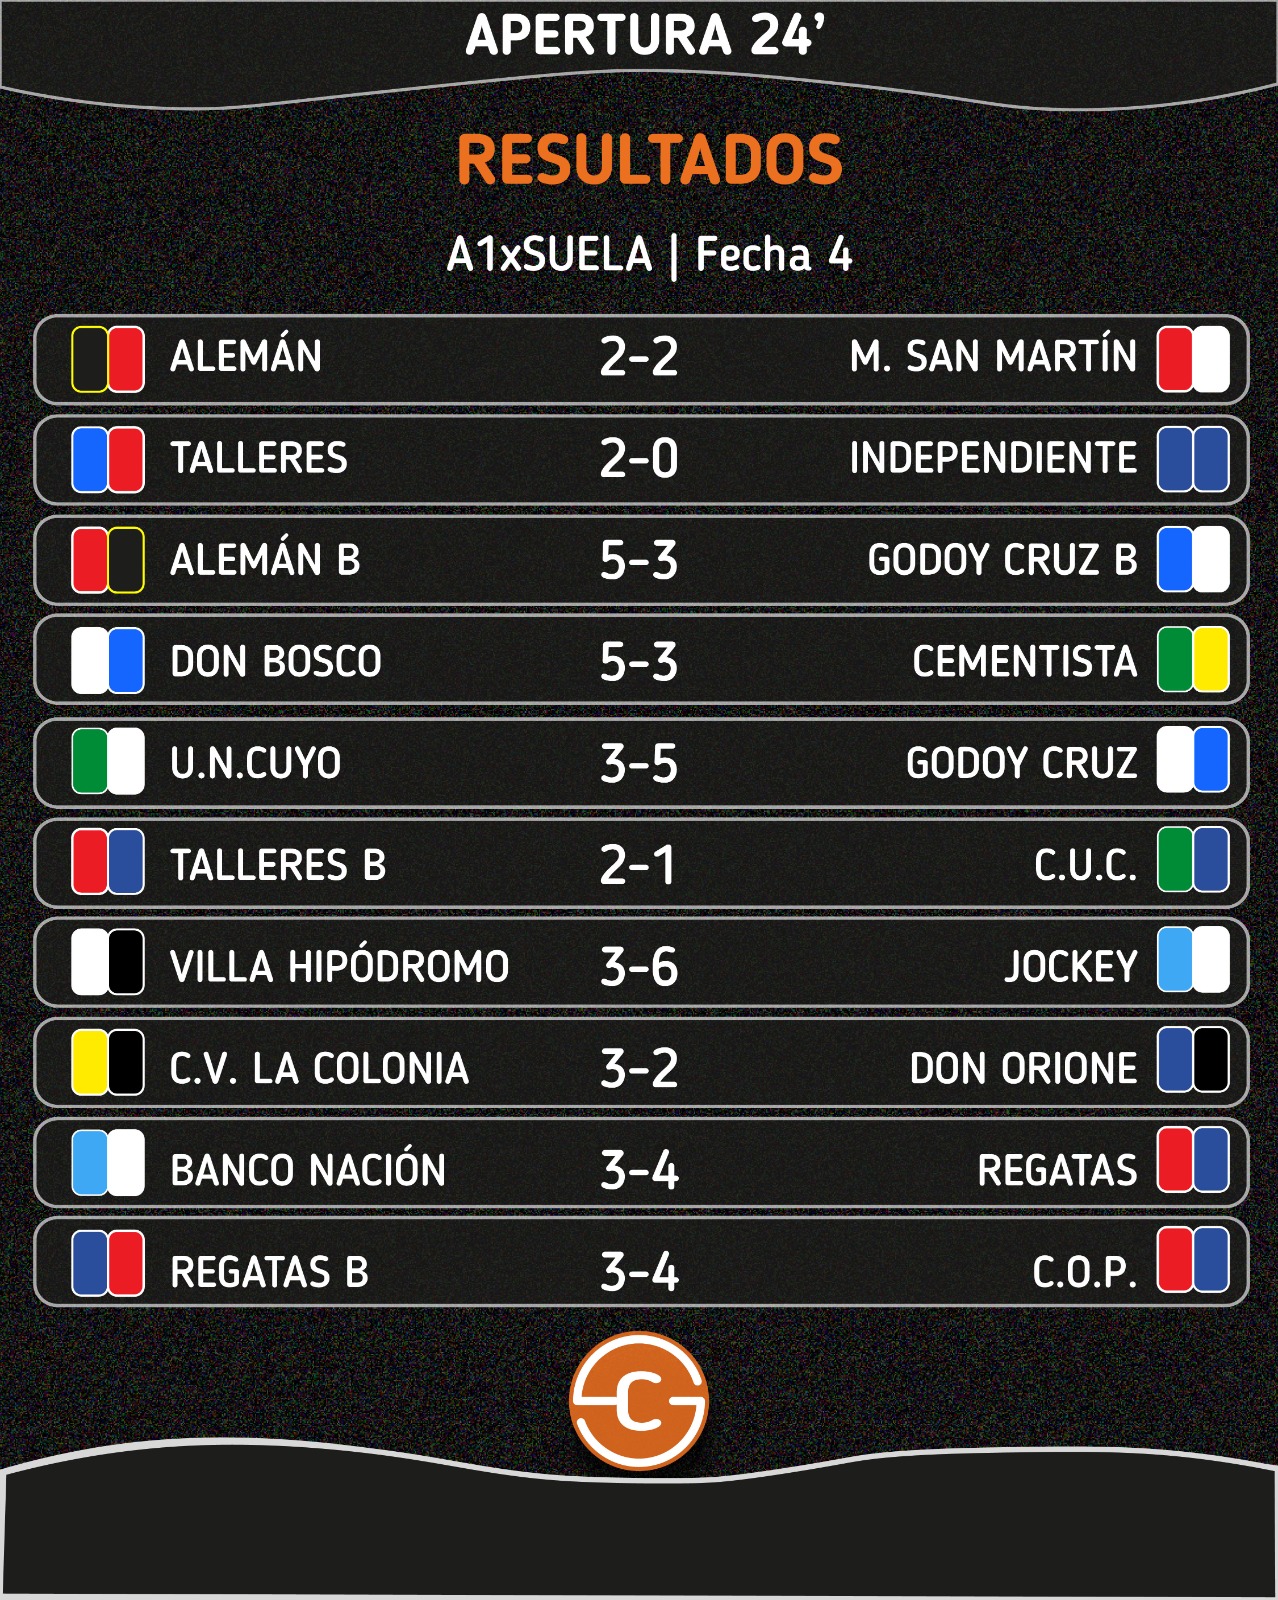 APERTURA 24’
RESULTADOS
A1xSUELA | Fecha 4
ALEMÁN 2-2 M. SAN MARTÍN
TALLERES 2-0 INDEPENDIENTE
ALEMÁN B 5-3 GODOY CRUZ B
DON BOSCO 5-3 CEMENTISTA
U.N.CUYO 3-5 GODOY CRUZ
TALLERES B 2-1 C.U.C.
VILLA HIPÓDROMO 3-6 JOCKEY
C.V. LA COLONIA 3-2 DON ORIONE
BANCO NACIÓN 3-4 REGATAS
REGATAS B 3-4 C.O.P.
C